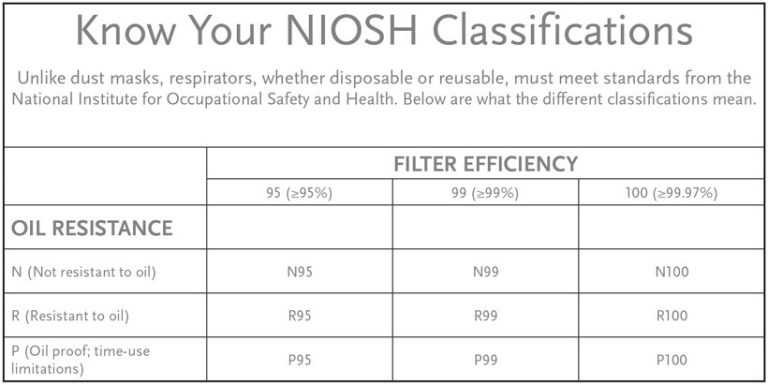 Know Your NIOSH Classifications
Unlike dust masks, respirators, whether disposable or reusable, must meet standards from the
National Institute for Occupational Safety and Health. Below are what the different classifications mean.
FILTER EFFICIENCY
95 (≥95%) 99 (≥99%) 100 (≥99.97%)
OIL RESISTANCE
N (Not resistant to oil) N95 N99 N100
R (Resistant to oil) R95 R99 R100
P (Oil proof; time-use
limitations) P95 P99 P100